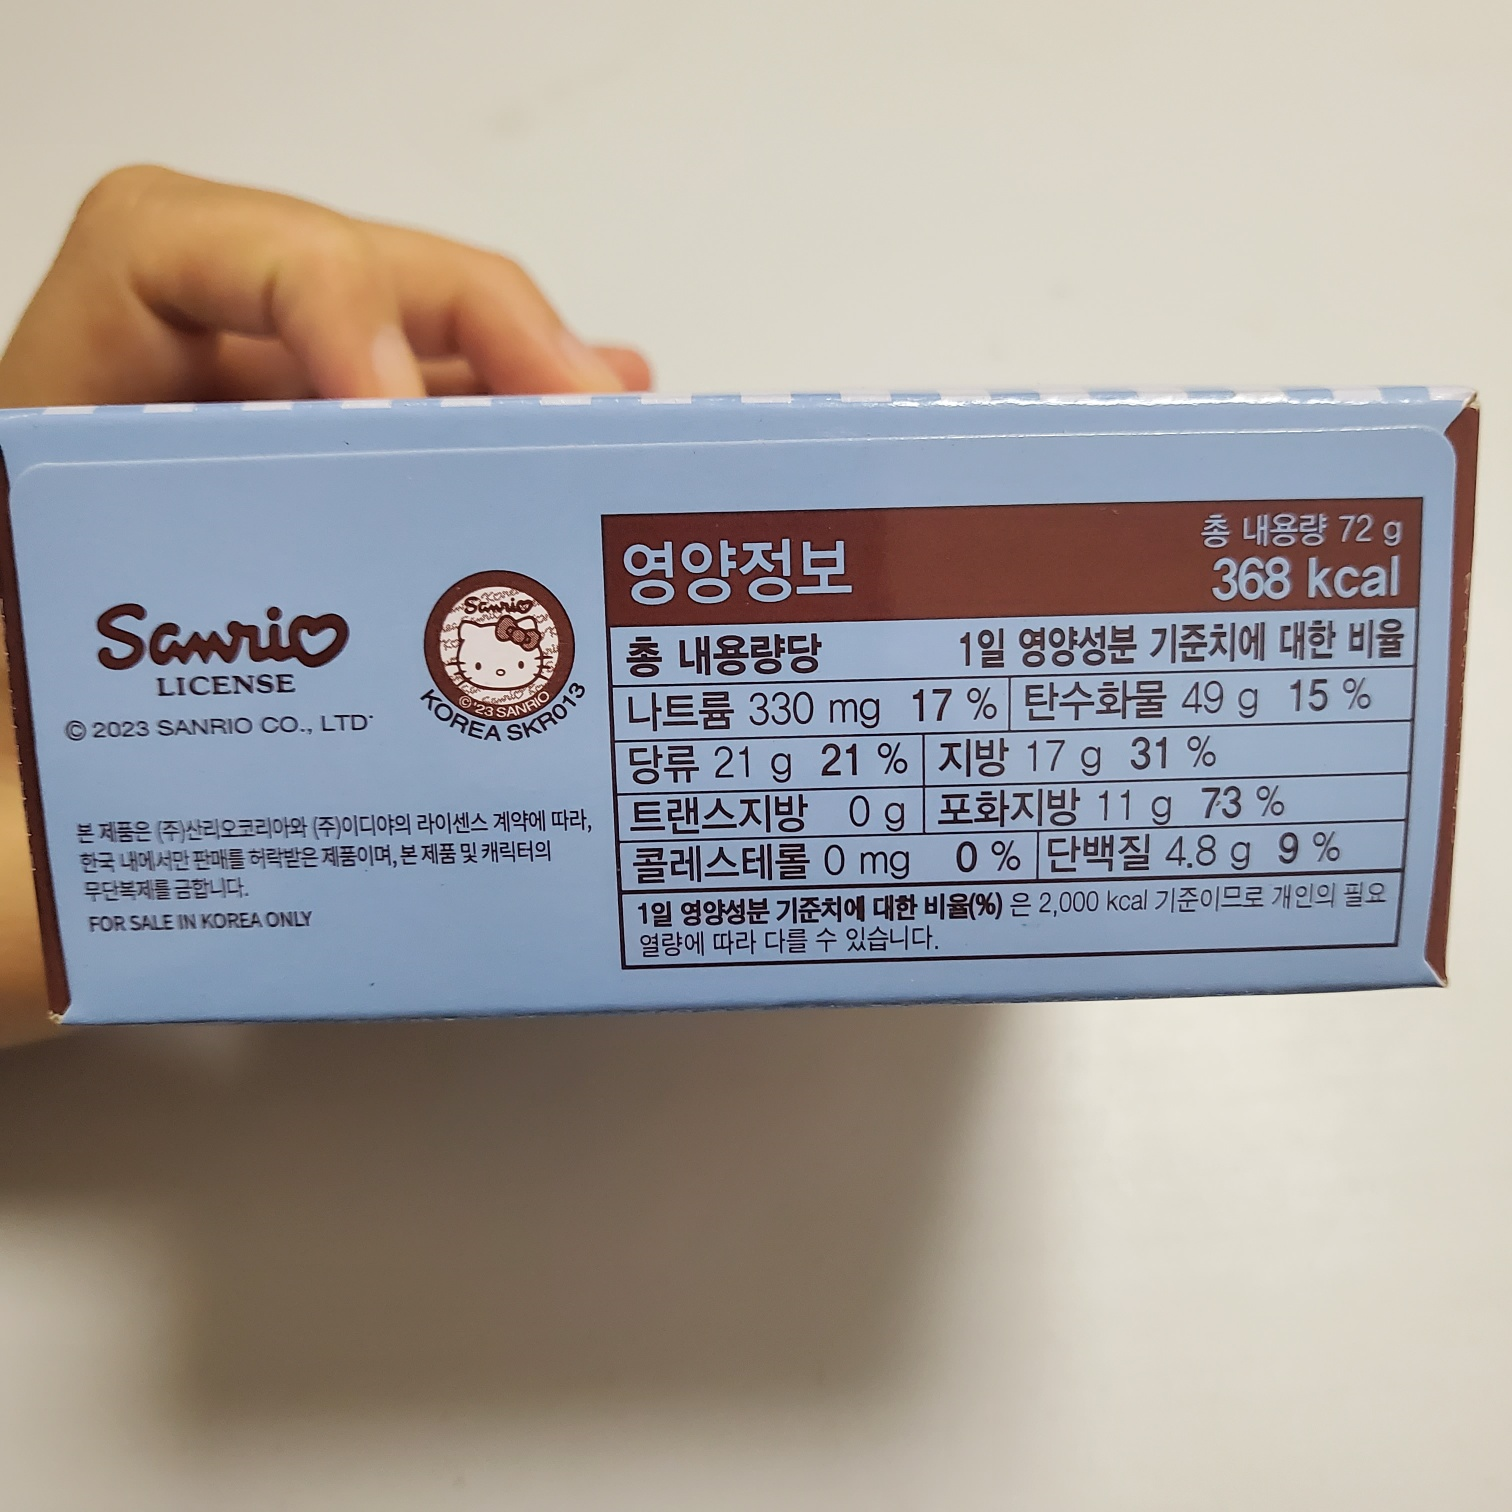 Sanrio
LICENSE
© 2023 SANRIO CO., LTD.
Sanrio
© '23 SANRIO
KOREA SKR013
본 제품은 (주)산리오코리아와 (주)이디야의 라이센스 계약에 따라,
한국 내에서만 판매를 허락받은 제품이며, 본 제품 및 캐릭터의
무단복제를 금합니다.
FOR SALE IN KOREA ONLY
영양정보
총 내용량 72 g
368 kcal
총 내용량당 1일 영양성분 기준치에 대한 비율
나트륨 330 mg 17 % 탄수화물 49 g 15 %
당류 21 g 21 % 지방 17 g 31 %
트랜스지방 0 g 포화지방 11 g 73 %
콜레스테롤 0 mg 0 % 단백질 4.8 g 9 %
1일 영양성분 기준치에 대한 비율(%) 은 2,000 kcal 기준이므로 개인의 필요
열량에 따라 다를 수 있습니다.